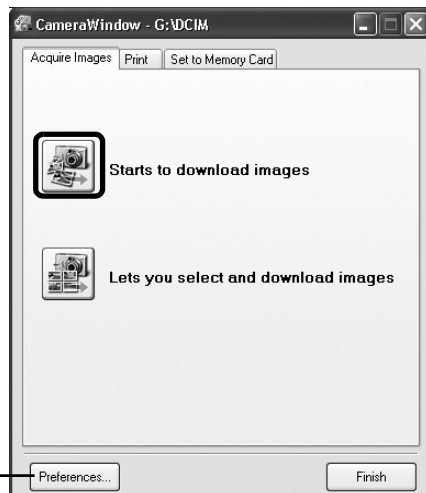 CameraWindow - G:\DCIM
Acquire Images Print Set to Memory Card
Starts to download images
Lets you select and download images
Preferences... Finish